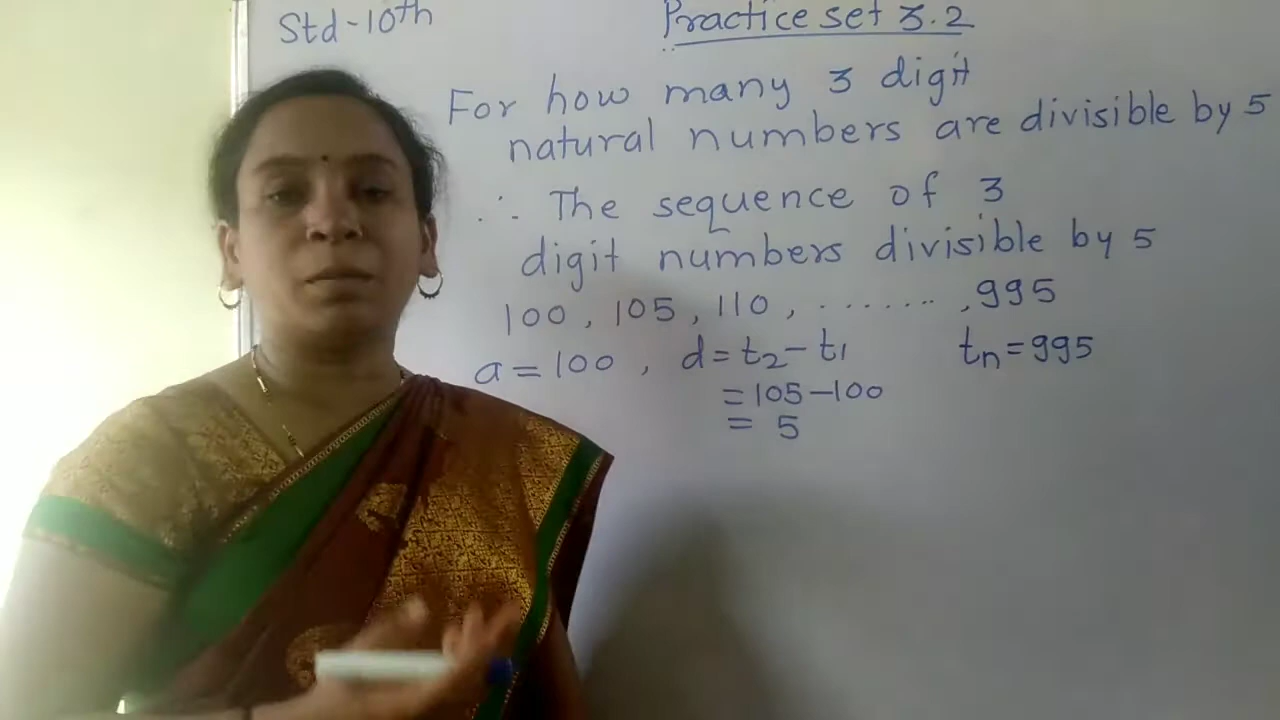 Std-10th
Practice set 3.2
For how many 3 digit
natural numbers are divisible by 5
∴ The sequence of 3
digit numbers divisible by 5
100, 105, 110, ........, 995
a = 100, d = t₂ - t₁ tₙ = 995
= 105 - 100
= 5